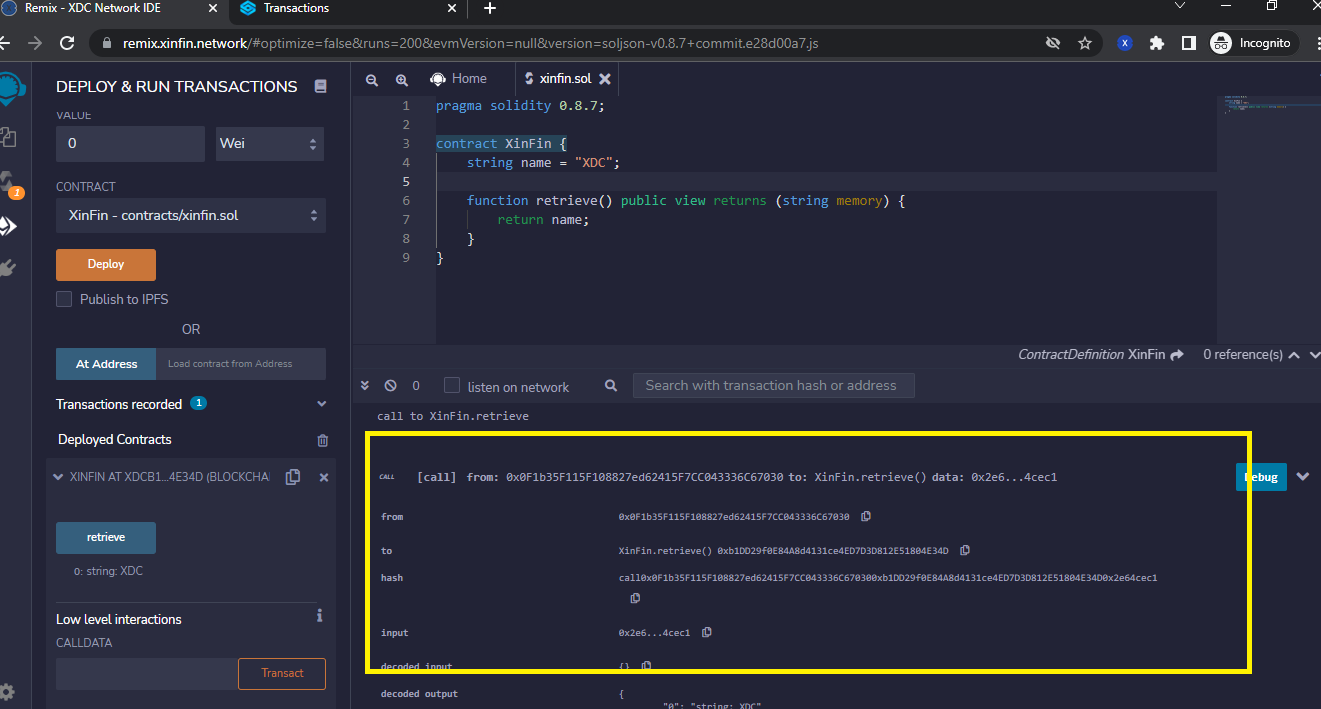 Remix - XDC Network IDE
Transactions
remix.xinfin.network/#optimize=false&runs=200&evmVersion=null&version=soljson-v0.8.7+commit.e28d00a7.js
X
Incognito
DEPLOY & RUN TRANSACTIONS
VALUE
0
Wei
CONTRACT
XinFin - contracts/xinfin.sol
1
Deploy
Publish to IPFS
OR
At Address
Load contract from Address
Transactions recorded 1
Deployed Contracts
XINFIN AT XDCB1...4E34D (BLOCKCHA
retrieve
0: string: XDC
Low level interactions
i
CALLDATA
Transact
Home
xinfin.sol
1 pragma solidity 0.8.7;
2
3 contract XinFin {
4 string name = "XDC";
5
6 function retrieve() public view returns (string memory) {
7 return name;
8 }
9 }
ContractDefinition XinFin
0 reference(s)
0
listen on network
Search with transaction hash or address
call to XinFin.retrieve
CALL [call] from: 0x0F1b35F115F108827ed62415F7CC043336C67030 to: XinFin.retrieve() data: 0x2e6...4cec1
Debug
from 0x0F1b35F115F108827ed62415F7CC043336C67030
to XinFin.retrieve() 0xb1DD29f0E84A8d4131ce4ED7D3D812E51804E34D
hash call0x0F1b35F115F108827ed62415F7CC043336C670300xb1DD29f0E84A8d4131ce4ED7D3D812E51804E34D0x2e64cec1
input 0x2e6...4cec1
decoded input {}
decoded output {
"0": "string: XDC"